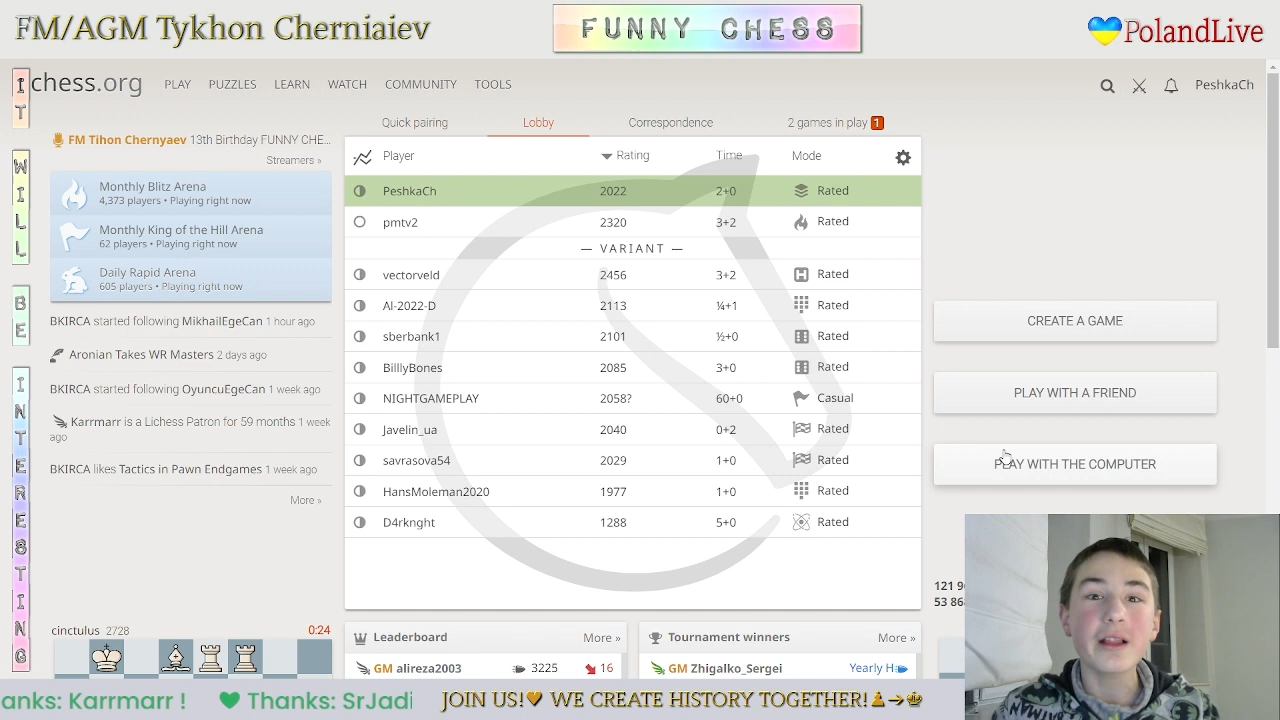 FM/AGM Tykhon Cherniaiev
FUNNY CHESS
PolandLive
IT WILL BE INTERESTING
chess.org
PLAY PUZZLES LEARN WATCH COMMUNITY TOOLS
PeshkaCh
FM Tihon Chernyaev 13th Birthday FUNNY CHE...
Streamers »
Monthly Blitz Arena
4,373 players • Playing right now
Monthly King of the Hill Arena
62 players • Playing right now
Daily Rapid Arena
605 players • Playing right now
BKIRCA started following MikhailEgeCan 1 hour ago
Aronian Takes WR Masters 2 days ago
BKIRCA started following OyuncuEgeCan 1 week ago
Karrmarr is a Lichess Patron for 59 months 1 week
ago
BKIRCA likes Tactics in Pawn Endgames 1 week ago
More »
cinctulus 2728 0:24
Quick pairing Lobby Correspondence 2 games in play 1
Player Rating Time Mode
PeshkaCh 2022 2+0 Rated
pmtv2 2320 3+2 Rated
— VARIANT —
vectorveld 2456 3+2 Rated
AI-2022-D 2113 ¼+1 Rated
sberbank1 2101 ½+0 Rated
BilllyBones 2085 3+0 Rated
NIGHTGAMEPLAY 2058? 60+0 Casual
Javelin_ua 2040 0+2 Rated
savrasova54 2029 1+0 Rated
HansMoleman2020 1977 1+0 Rated
D4rknght 1288 5+0 Rated
CREATE A GAME
PLAY WITH A FRIEND
PLAY WITH THE COMPUTER
121 9
53 86
Leaderboard More »
GM alireza2003 3225 16
Tournament winners More »
GM Zhigalko_Sergei Yearly H
BATMAN
anks: Karrmarr ! Thanks: SrJadi
JOIN US! WE CREATE HISTORY TOGETHER!